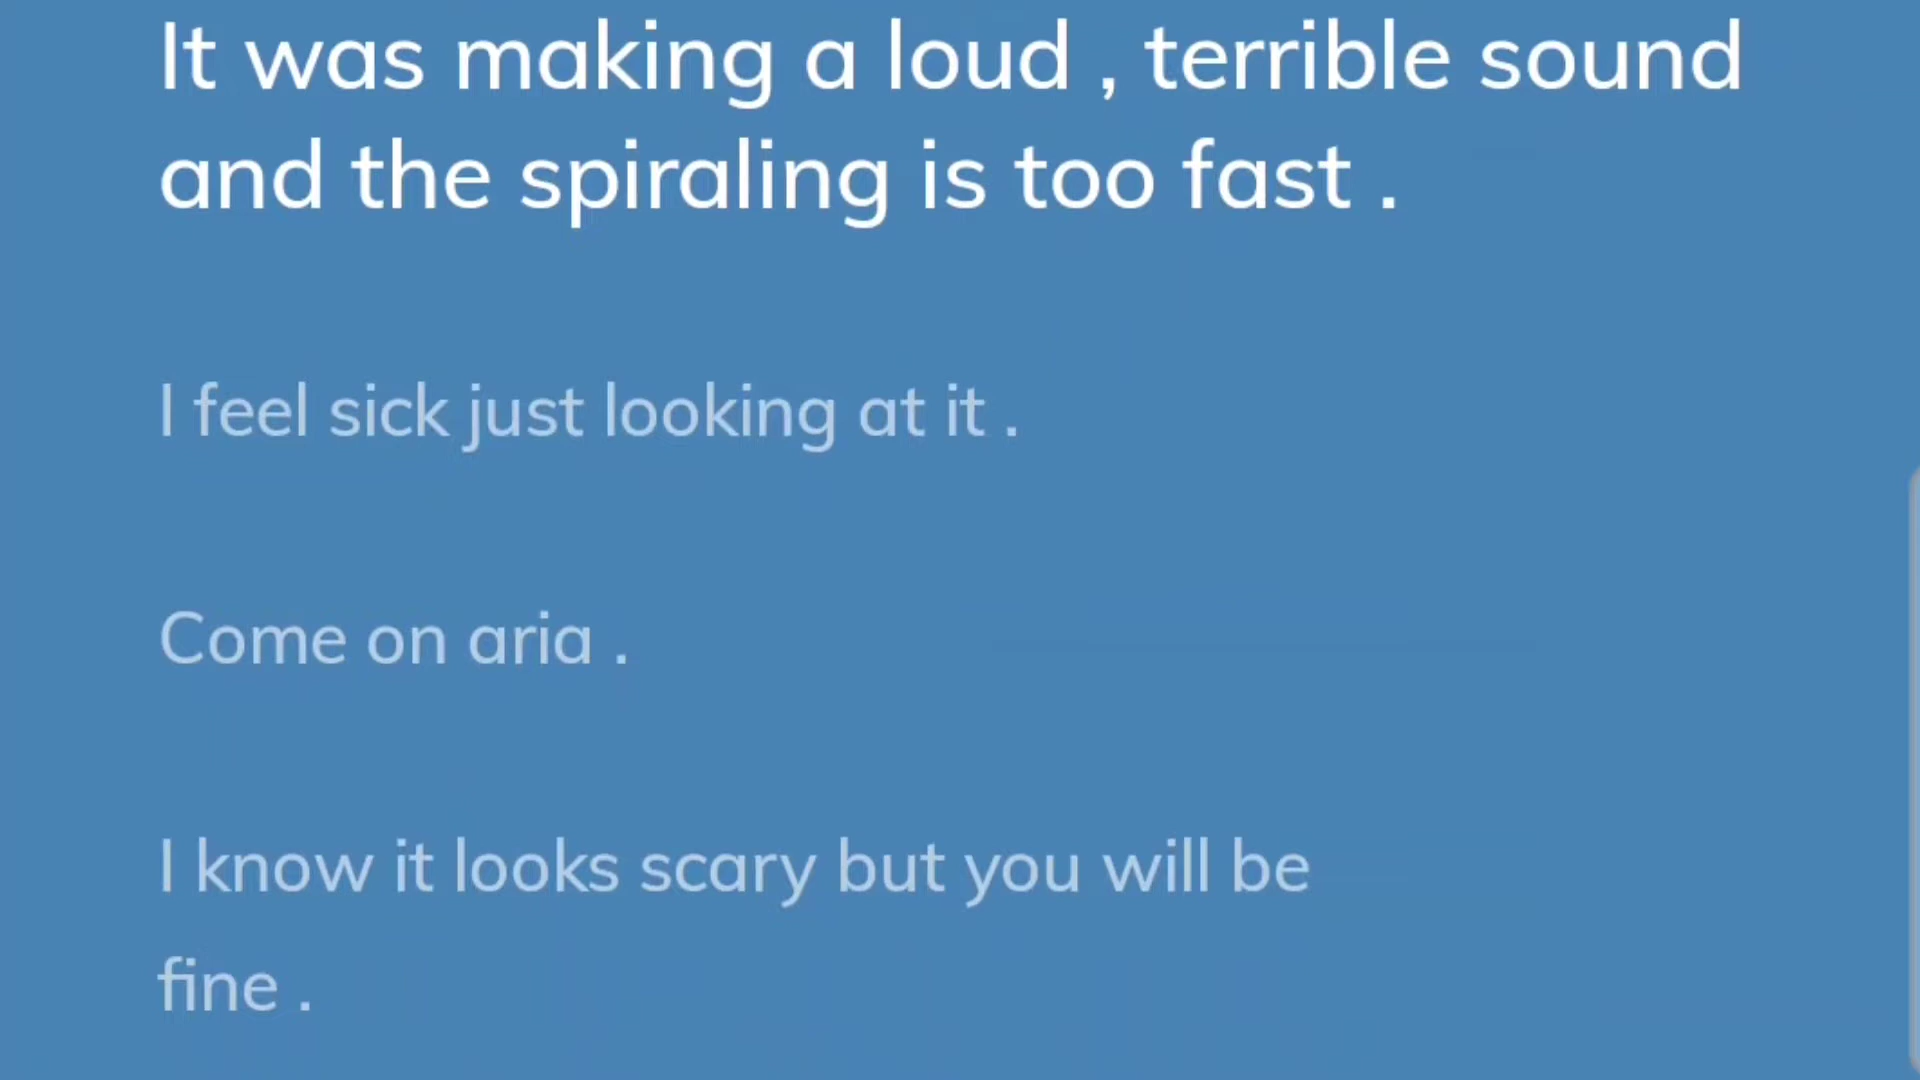 It was making a loud , terrible sound
and the spiraling is too fast .
I feel sick just looking at it .
Come on aria .
I know it looks scary but you will be
fine .